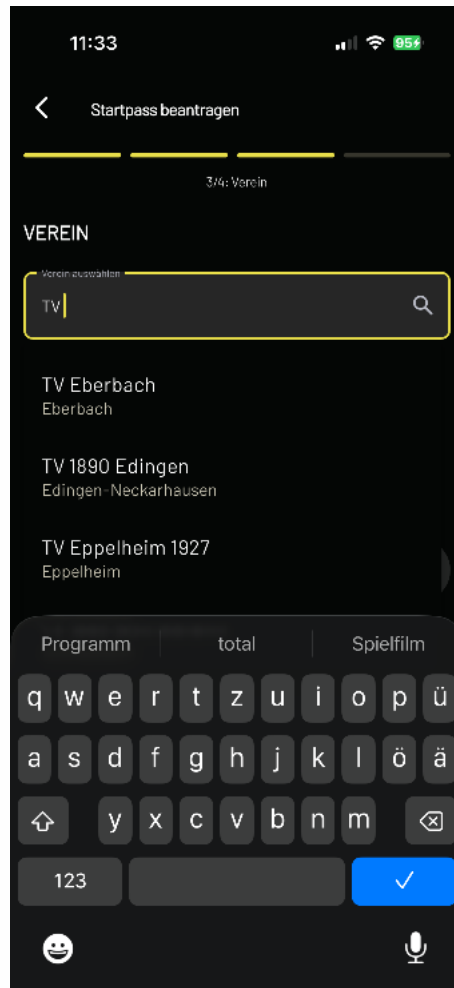 11:33
95
Startpass beantragen
3/4: Verein
VEREIN
Verein auswählen
TV
TV Eberbach
Eberbach
TV 1890 Edingen
Edingen-Neckarhausen
TV Eppelheim 1927
Eppelheim
Programm total Spielfilm
q w e r t z u i o p ü
a s d f g h j k l ö ä
y x c v b n m
123